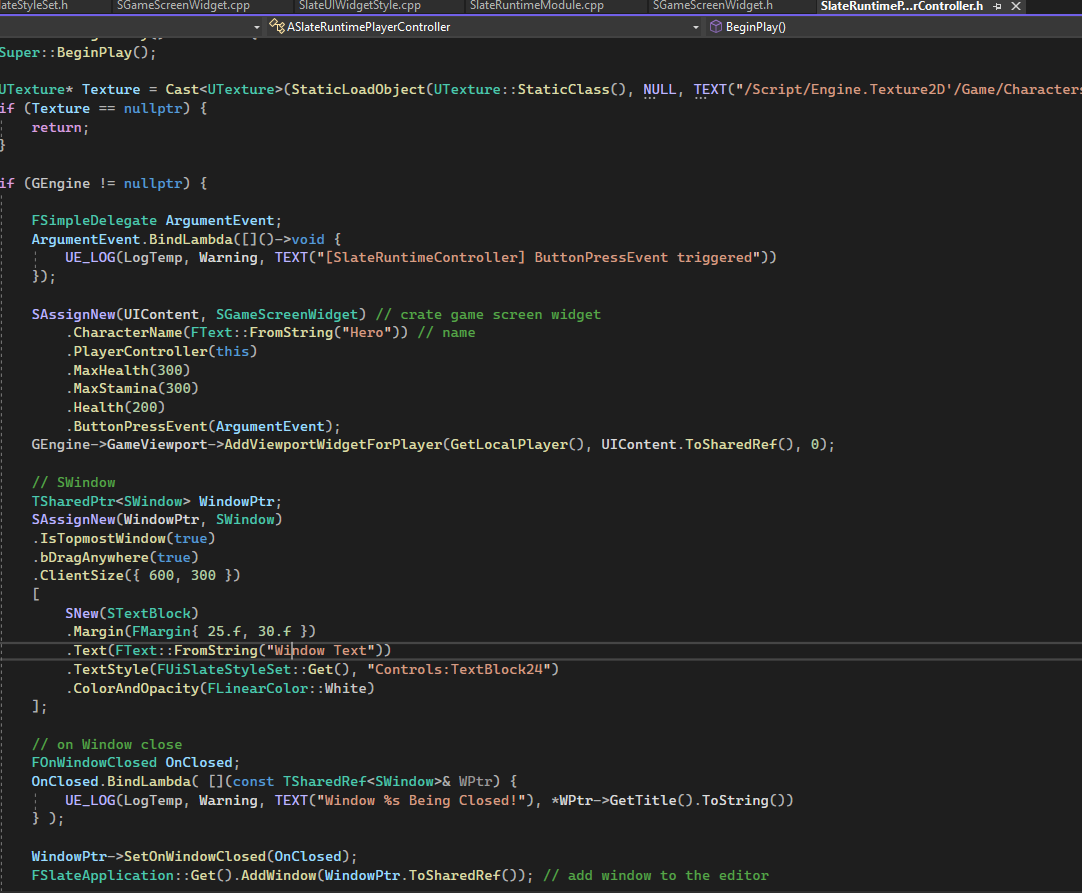 lateStyleSet.h SGameScreenWidget.cpp SlateUIWidgetStyle.cpp SlateRuntimeModule.cpp SGameScreenWidget.h SlateRuntimeP...rController.h
ASlateRuntimePlayerController BeginPlay()
Super::BeginPlay();
UTexture* Texture = Cast<UTexture>(StaticLoadObject(UTexture::StaticClass(), NULL, TEXT("/Script/Engine.Texture2D'/Game/Characters
if (Texture == nullptr) {
return;
}
if (GEngine != nullptr) {
FSimpleDelegate ArgumentEvent;
ArgumentEvent.BindLambda([]()->void {
UE_LOG(LogTemp, Warning, TEXT("[SlateRuntimeController] ButtonPressEvent triggered"))
});
SAssignNew(UIContent, SGameScreenWidget) // crate game screen widget
.CharacterName(FText::FromString("Hero")) // name
.PlayerController(this)
.MaxHealth(300)
.MaxStamina(300)
.Health(200)
.ButtonPressEvent(ArgumentEvent);
GEngine->GameViewport->AddViewportWidgetForPlayer(GetLocalPlayer(), UIContent.ToSharedRef(), 0);
// SWindow
TSharedPtr<SWindow> WindowPtr;
SAssignNew(WindowPtr, SWindow)
.IsTopmostWindow(true)
.bDragAnywhere(true)
.ClientSize({ 600, 300 })
[
SNew(STextBlock)
.Margin(FMargin{ 25.f, 30.f })
.Text(FText::FromString("Window Text"))
.TextStyle(FUiSlateStyleSet::Get(), "Controls:TextBlock24")
.ColorAndOpacity(FLinearColor::White)
];
// on Window close
FOnWindowClosed OnClosed;
OnClosed.BindLambda( [](const TSharedRef<SWindow>& WPtr) {
UE_LOG(LogTemp, Warning, TEXT("Window %s Being Closed!"), *WPtr->GetTitle().ToString())
} );
WindowPtr->SetOnWindowClosed(OnClosed);
FSlateApplication::Get().AddWindow(WindowPtr.ToSharedRef()); // add window to the editor